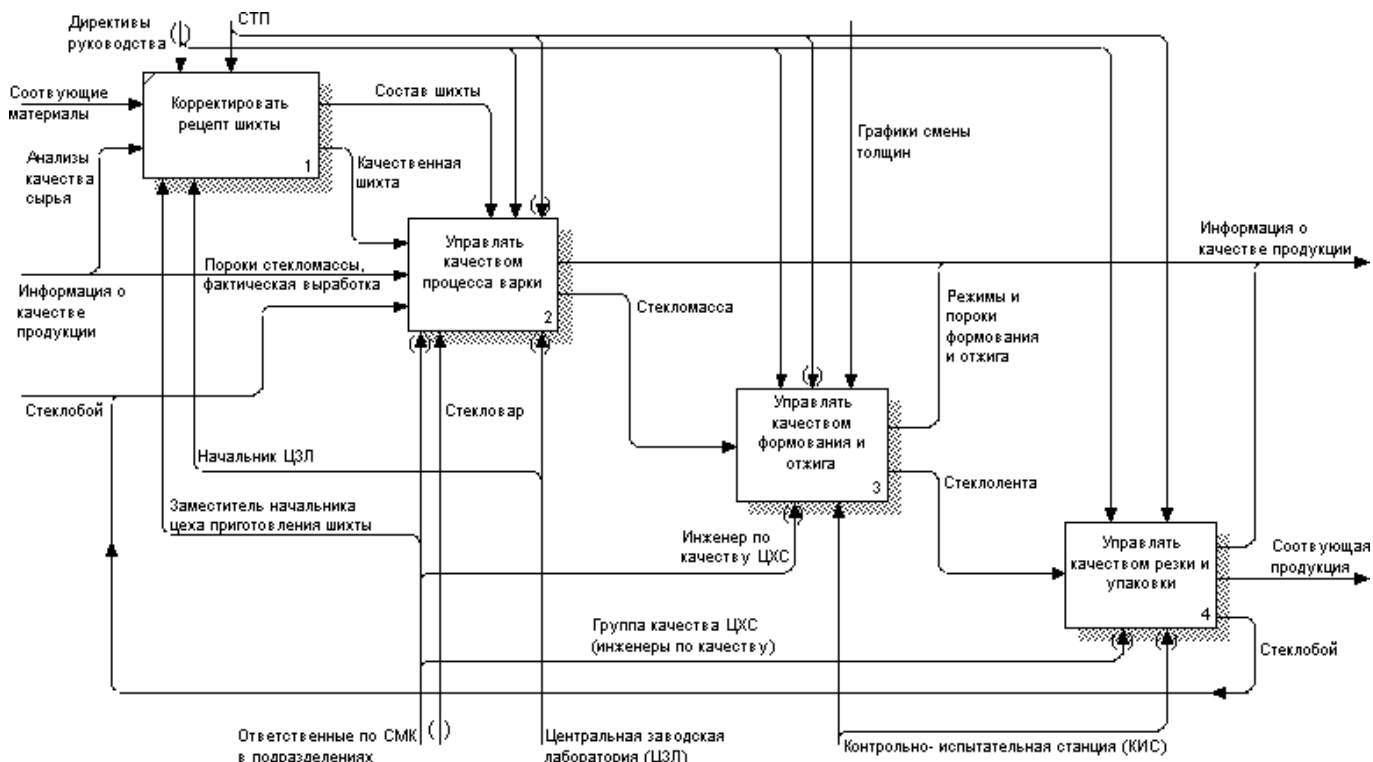 Директивы
руководства
СТП
Соотвующие
материалы
Корректировать
рецепт шихты
1
Состав шихты
Графики смены
толщин
Анализы
качества
сырья
Качественная
шихта
Информация о
качестве
продукции
Пороки стекломассы,
фактическая выработка
Управлять
качеством
процесса варки
2
Информация о
качестве продукции
Стекломасса
Режимы и
пороки
формования
и отжига
Стеклобой
Стекловар
Управлять
качеством
формования и
отжига
3
Начальник ЦЗЛ
Стеклолента
Заместитель начальника
цеха приготовления шихты
Инженер по
качеству ЦХС
Управлять
качеством резки и
упаковки
4
Соотвующая
продукция
Группа качества ЦХС
(инженеры по качеству)
Стеклобой
Ответственные по СМК
в подразделениях
Центральная заводская
лаборатория (ЦЗЛ)
Контрольно- испытательная станция (КИС)